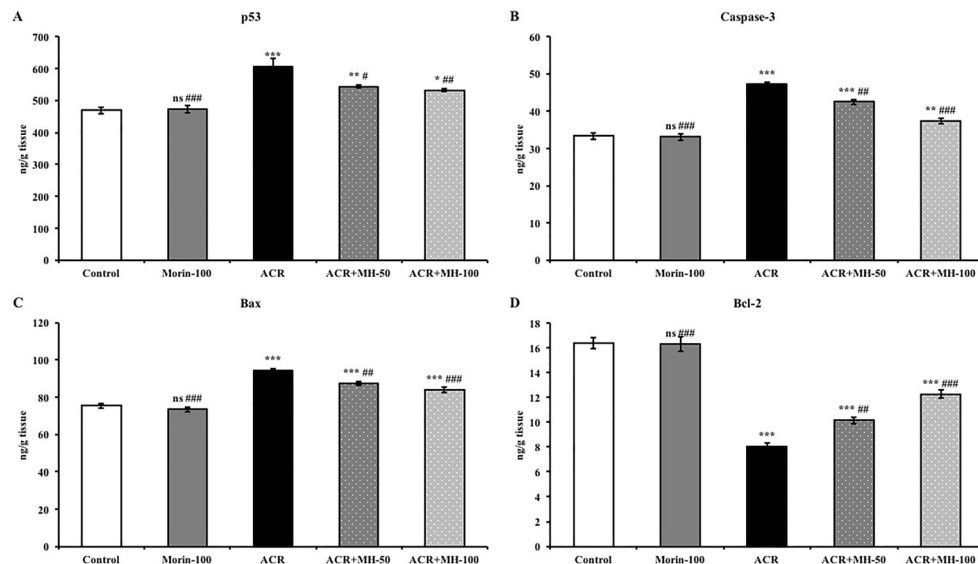 A
p53
700
600
500
400
300
200
100
0
ng/g tissue
ns ###
***
** #
* ##
Control
Morin-100
ACR
ACR+MH-50
ACR+MH-100
B
Caspase-3
60
50
40
30
20
10
0
ng/g tissue
ns ###
***
*** ##
** ###
Control
Morin-100
ACR
ACR+MH-50
ACR+MH-100
C
Bax
120
100
80
60
40
20
0
ng/g tissue
ns ###
***
*** ##
*** ###
Control
Morin-100
ACR
ACR+MH-50
ACR+MH-100
D
Bcl-2
18
16
14
12
10
8
6
4
2
0
ng/g tissue
ns ###
***
*** ##
*** ###
Control
Morin-100
ACR
ACR+MH-50
ACR+MH-100